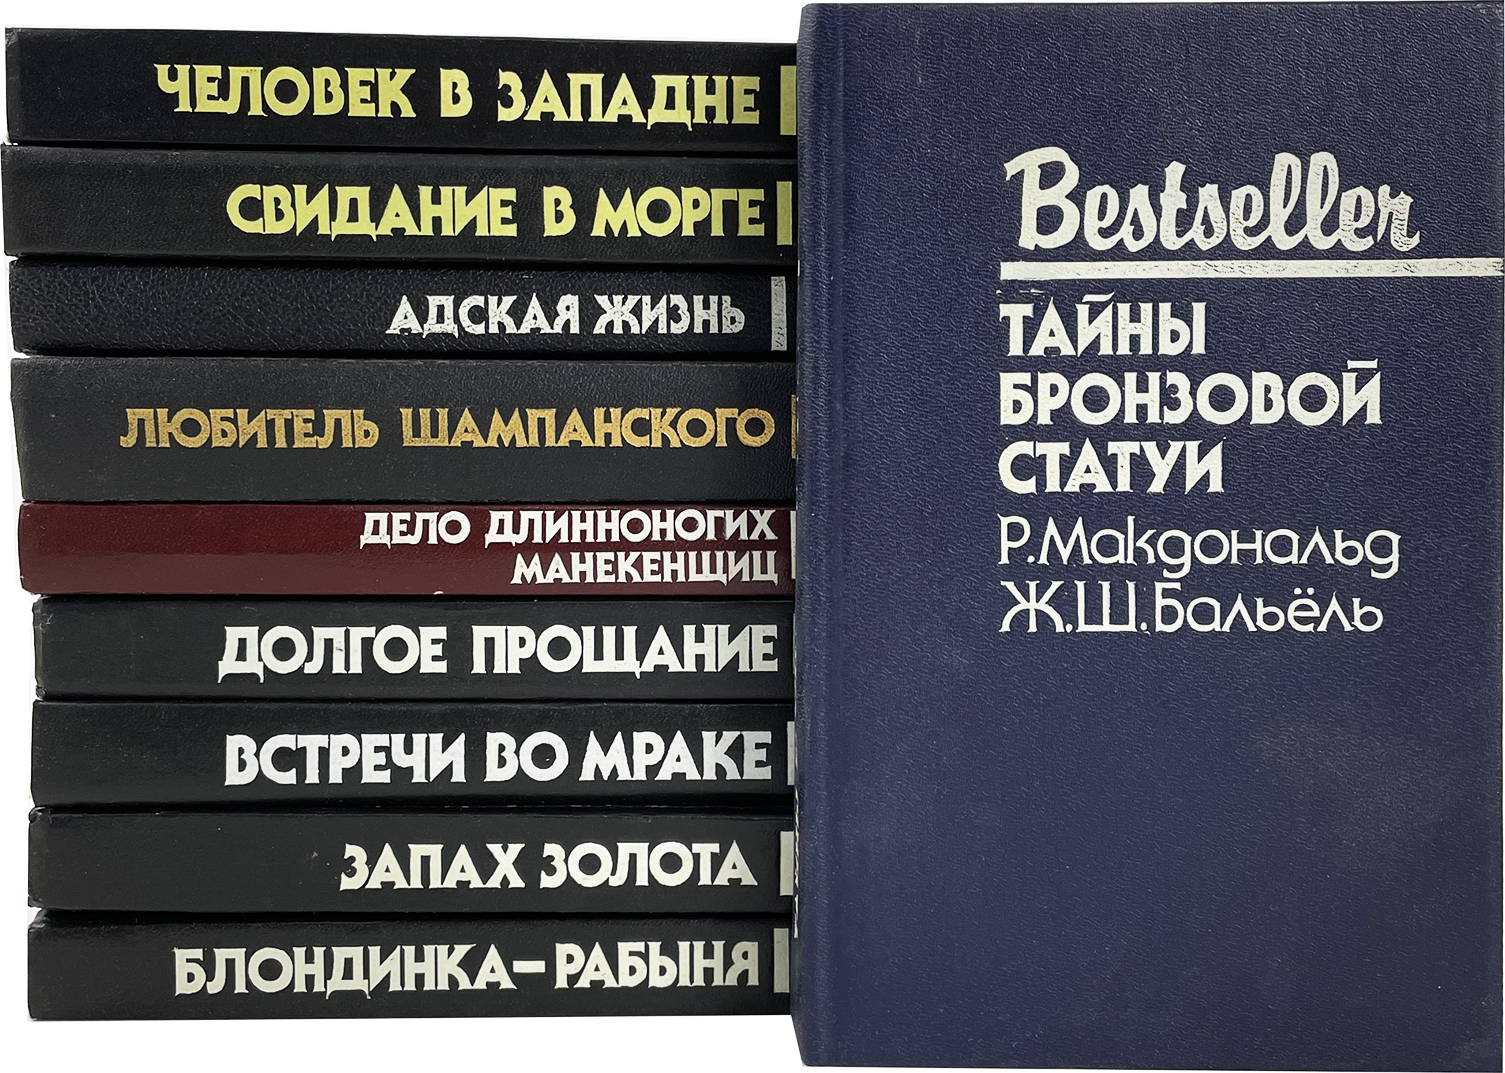 ЧЕЛОВЕК В ЗАПАДНЕ
СВИДАНИЕ В МОРГЕ
АДСКАЯ ЖИЗНЬ
ЛЮБИТЕЛЬ ШАМПАНСКОГО
ДЕЛО ДЛИННОНОГИХ
МАНЕКЕНЩИЦ
ДОЛГОЕ ПРОЩАНИЕ
ВСТРЕЧИ ВО МРАКЕ
ЗАПАХ ЗОЛОТА
БЛОНДИНКА–РАБЫНЯ
Bestseller
ТАЙНЫ
БРОНЗОВОЙ
СТАТУИ
Р.Макдональд
Ж.Ш.Бальёль